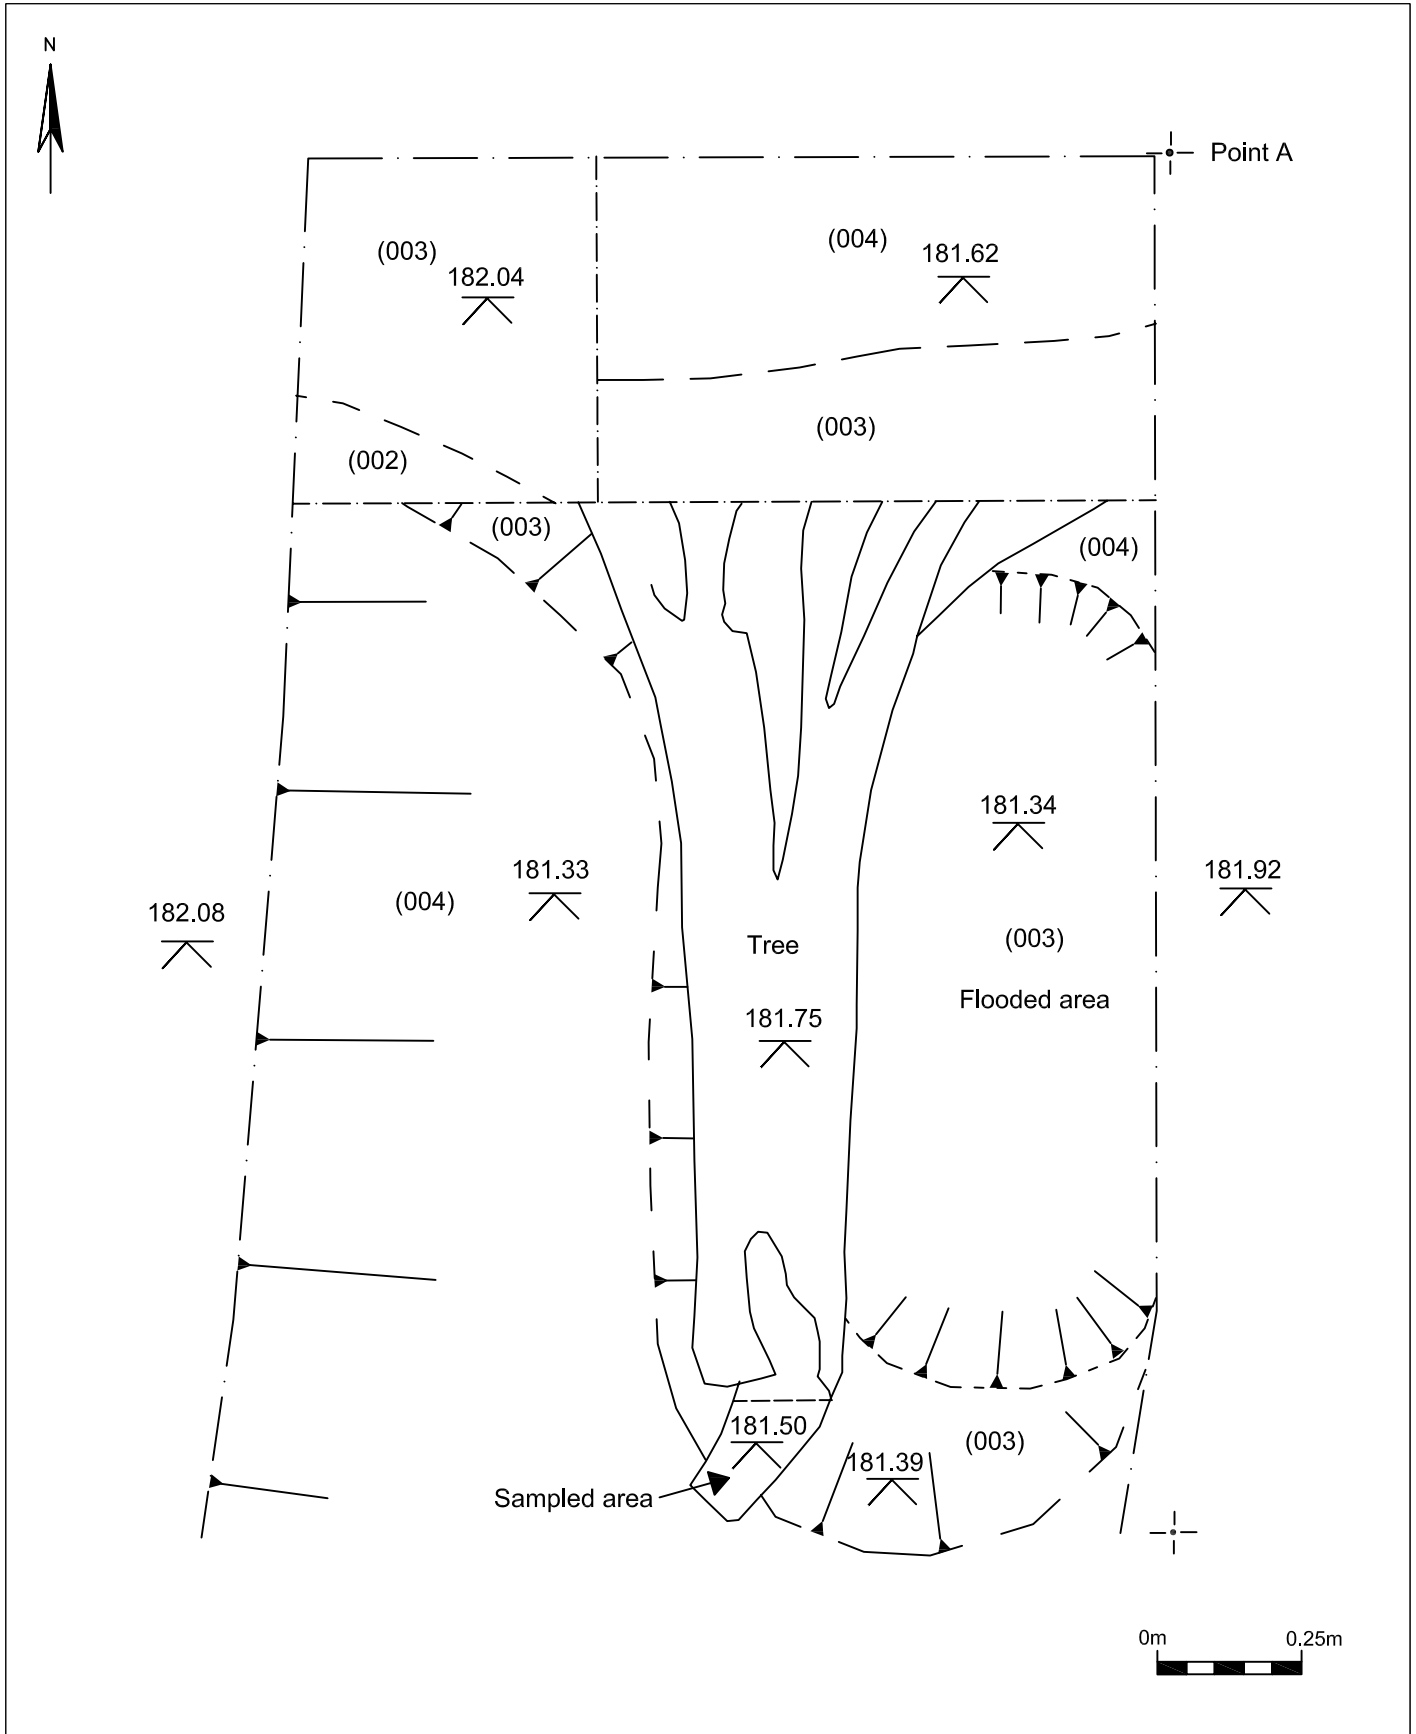 N
Point A
(003)
182.04
(004)
181.62
(002)
(003)
(003)
(004)
181.34
181.33
(004)
182.08
181.92
(003)
Tree
Flooded area
181.75
181.50
(003)
181.39
Sampled area
0m
0.25m